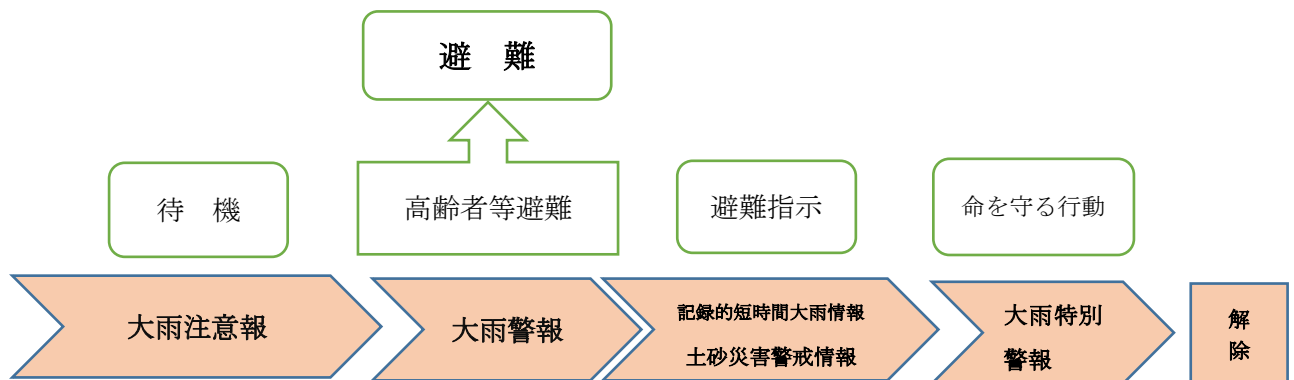 避　難
待　機
高齢者等避難
避難指示
命を守る行動
大雨注意報
大雨警報
記録的短時間大雨情報
土砂災害警戒情報
大雨特別
警報
解
除